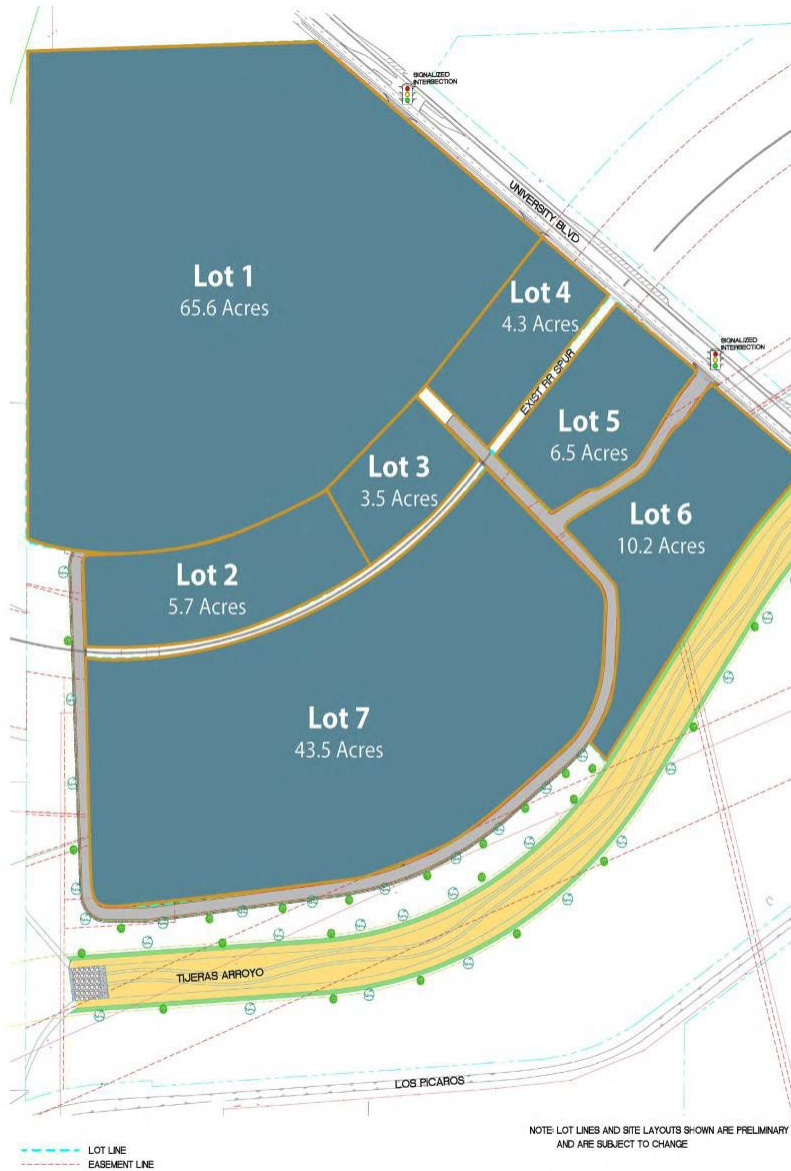 SIGNALIZED
INTERSECTION
UNIVERSITY BLVD
Lot 1
65.6 Acres
Lot 4
4.3 Acres
SIGNALIZED
INTERSECTION
EXIST RR SPUR
Lot 5
6.5 Acres
Lot 3
3.5 Acres
Lot 6
10.2 Acres
Lot 2
5.7 Acres
Lot 7
43.5 Acres
TIJERAS ARROYO
LOS PICAROS
NOTE: LOT LINES AND SITE LAYOUTS SHOWN ARE PRELIMINARY
AND ARE SUBJECT TO CHANGE
LOT LINE
EASEMENT LINE